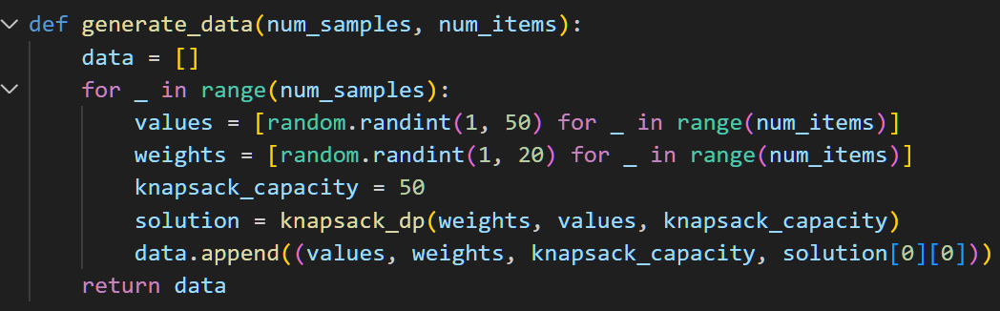 def generate_data(num_samples, num_items):
    data = []
    for _ in range(num_samples):
        values = [random.randint(1, 50) for _ in range(num_items)]
        weights = [random.randint(1, 20) for _ in range(num_items)]
        knapsack_capacity = 50
        solution = knapsack_dp(weights, values, knapsack_capacity)
        data.append((values, weights, knapsack_capacity, solution[0][0]))
    return data